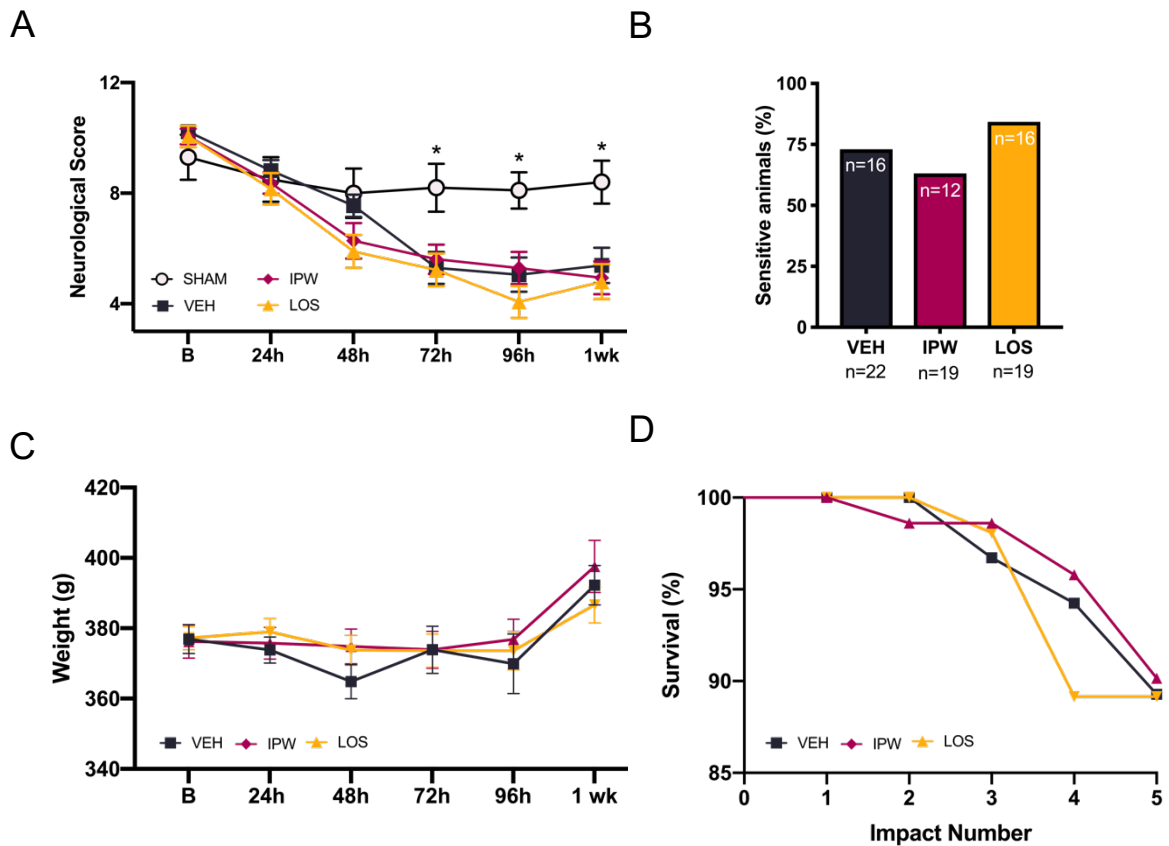 A
Neurological Score
12
8
4
* * *
SHAM IPW
VEH LOS
B 24h 48h 72h 96h 1wk
B
Sensitive animals (%)
100
75
50
25
0
n=16 n=12 n=16
VEH IPW LOS
n=22 n=19 n=19
C
Weight (g)
420
400
380
360
340
VEH IPW LOS
B 24h 48h 72h 96h 1 wk
D
Survival (%)
100
95
90
85
VEH IPW LOS
0 1 2 3 4 5
Impact Number